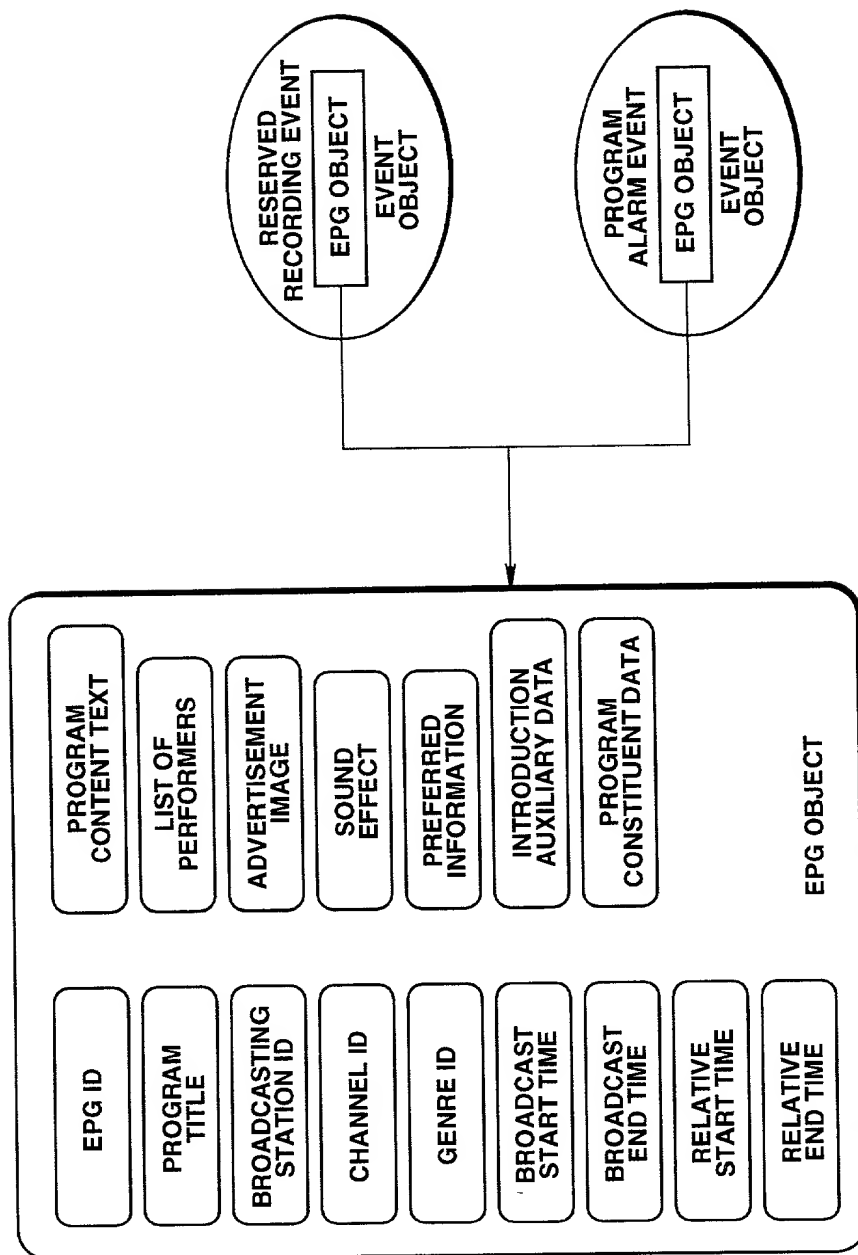 EPG ID
PROGRAM
TITLE
BROADCASTING
STATION ID
CHANNEL ID
GENRE ID
BROADCAST
START TIME
BROADCAST
END TIME
RELATIVE
START TIME
RELATIVE
END TIME
PROGRAM
CONTENT TEXT
LIST OF
PERFORMERS
ADVERTISEMENT
IMAGE
SOUND
EFFECT
PREFERRED
INFORMATION
INTRODUCTION
AUXILIARY DATA
PROGRAM
CONSTITUENT DATA
EPG OBJECT
RESERVED
RECORDING EVENT
EPG OBJECT
EVENT
OBJECT
PROGRAM
ALARM EVENT
EPG OBJECT
EVENT
OBJECT